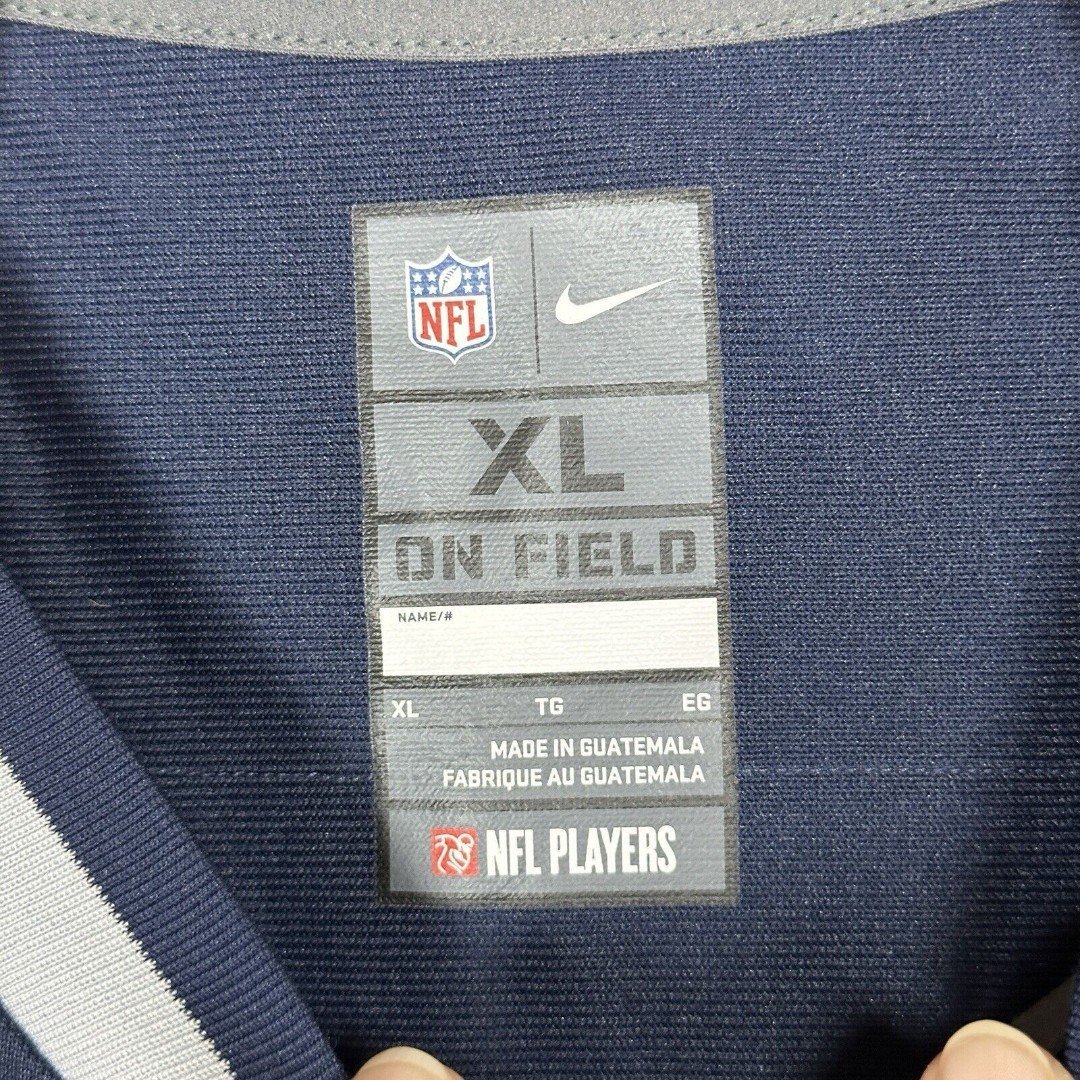 NFL
XL
ON FIELD
NAME/#
XL TG EG
MADE IN GUATEMALA
FABRIQUE AU GUATEMALA
NFL PLAYERS